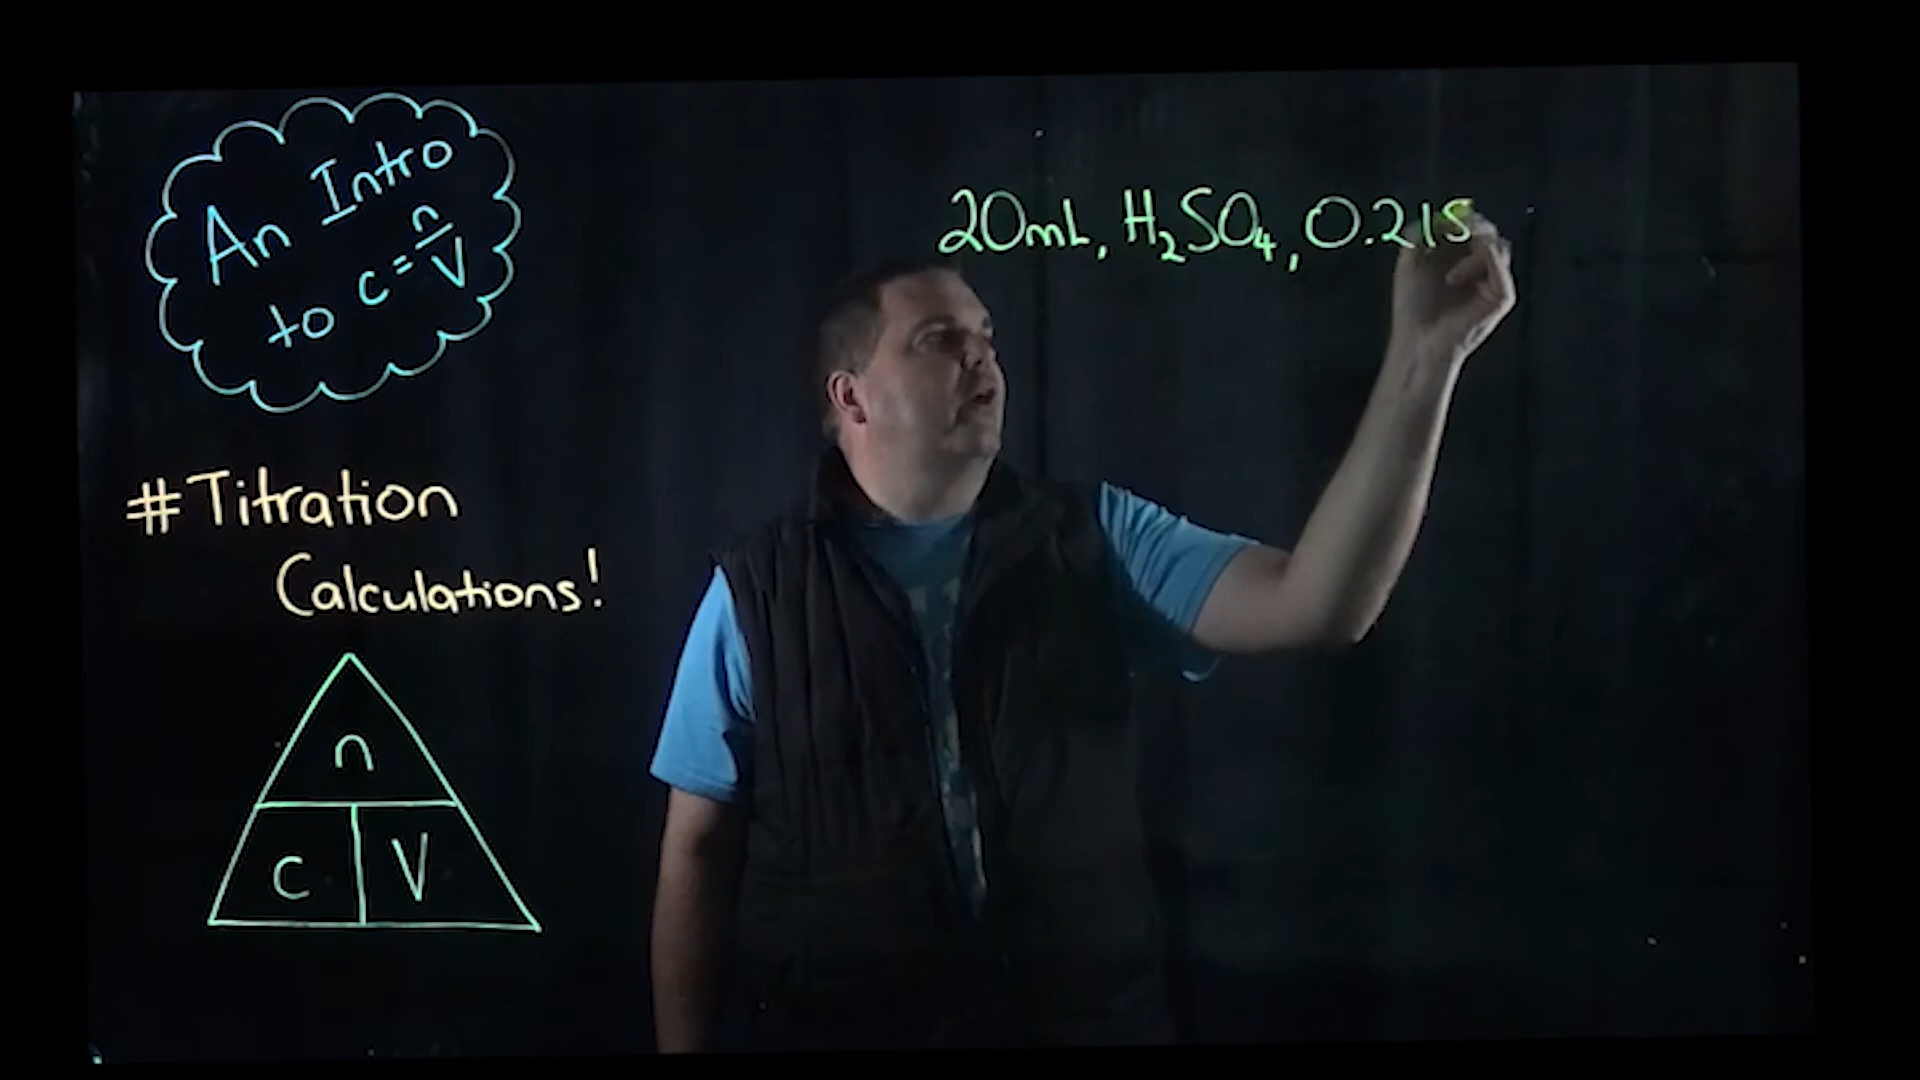 An Intro
to c = n/V
#Titration
Calculations!
n
c V
20mL, H₂SO₄, 0.215